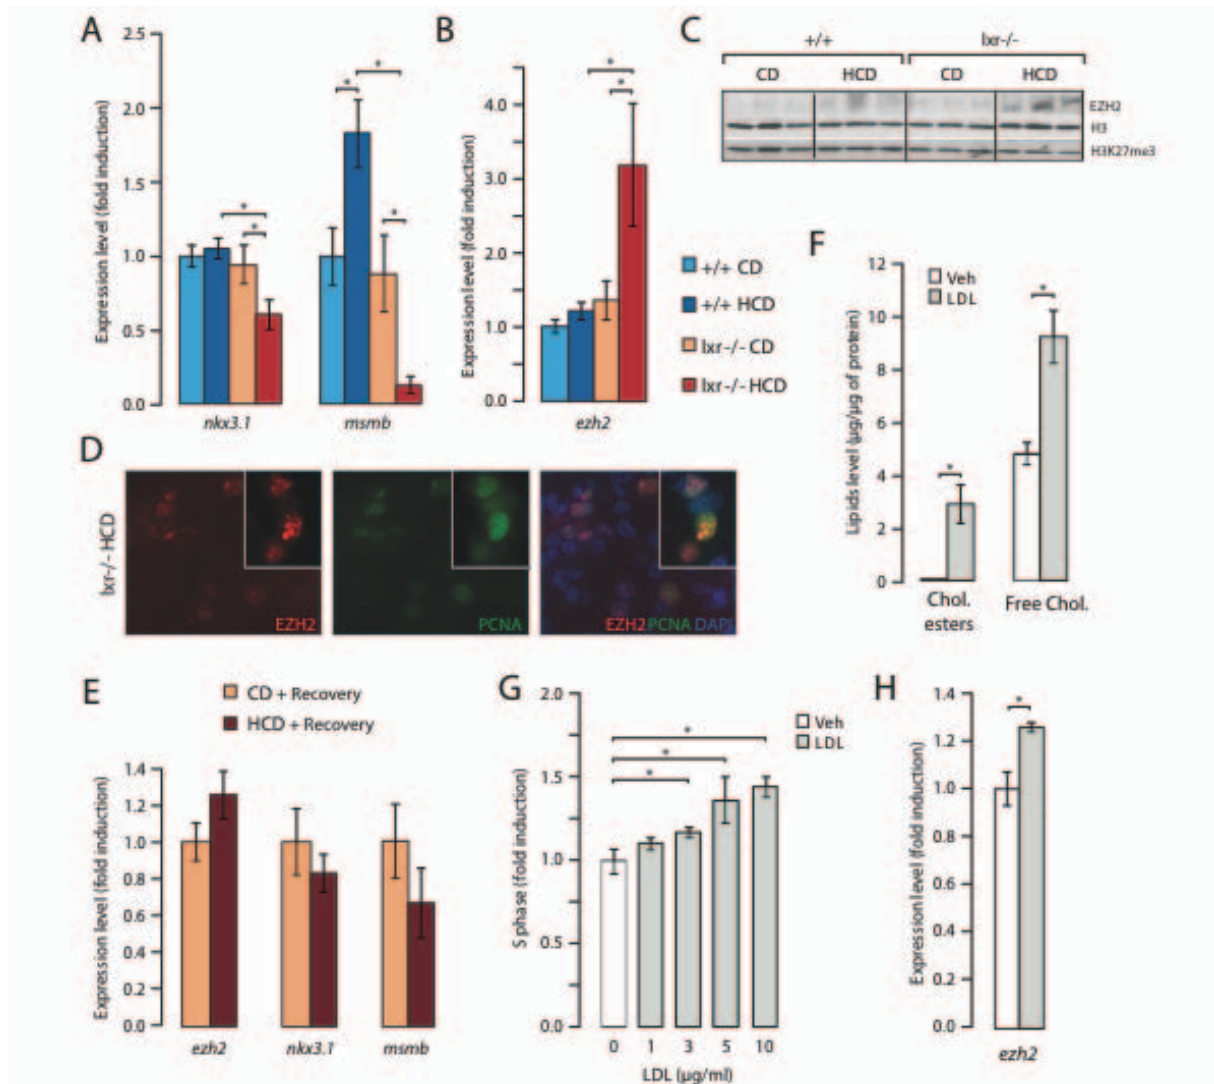 A
Expression level (fold induction)
2.5
2.0
1.5
1.0
0.5
0.0
*
*
*
*
*
nkx3.1
msmb
B
Expression level (fold induction)
4.0
3.0
2.0
1.0
0.0
*
*
ezh2
C
+/+
lxr-/-
CD
HCD
CD
HCD
EZH2
H3
H3K27me3
+/+ CD
+/+ HCD
lxr-/- CD
lxr-/- HCD
D
lxr-/- HCD
EZH2
PCNA
EZH2 PCNA DAPI
E
CD + Recovery
HCD + Recovery
Expression level (fold induction)
1.4
1.2
1.0
0.8
0.6
0.4
0.2
0.0
ezh2
nkx3.1
msmb
F
Veh
LDL
Lipids level (µg/µg of protein)
12
10
8
6
4
2
0
*
*
Chol.
esters
Free Chol.
G
Veh
LDL
S phase (fold induction)
2.0
1.5
1.0
0.5
0.0
*
*
*
0
1
3
5
10
LDL (µg/ml)
H
Expression level (fold induction)
1.4
1.2
1.0
0.8
0.6
0.4
0.2
0.0
*
ezh2